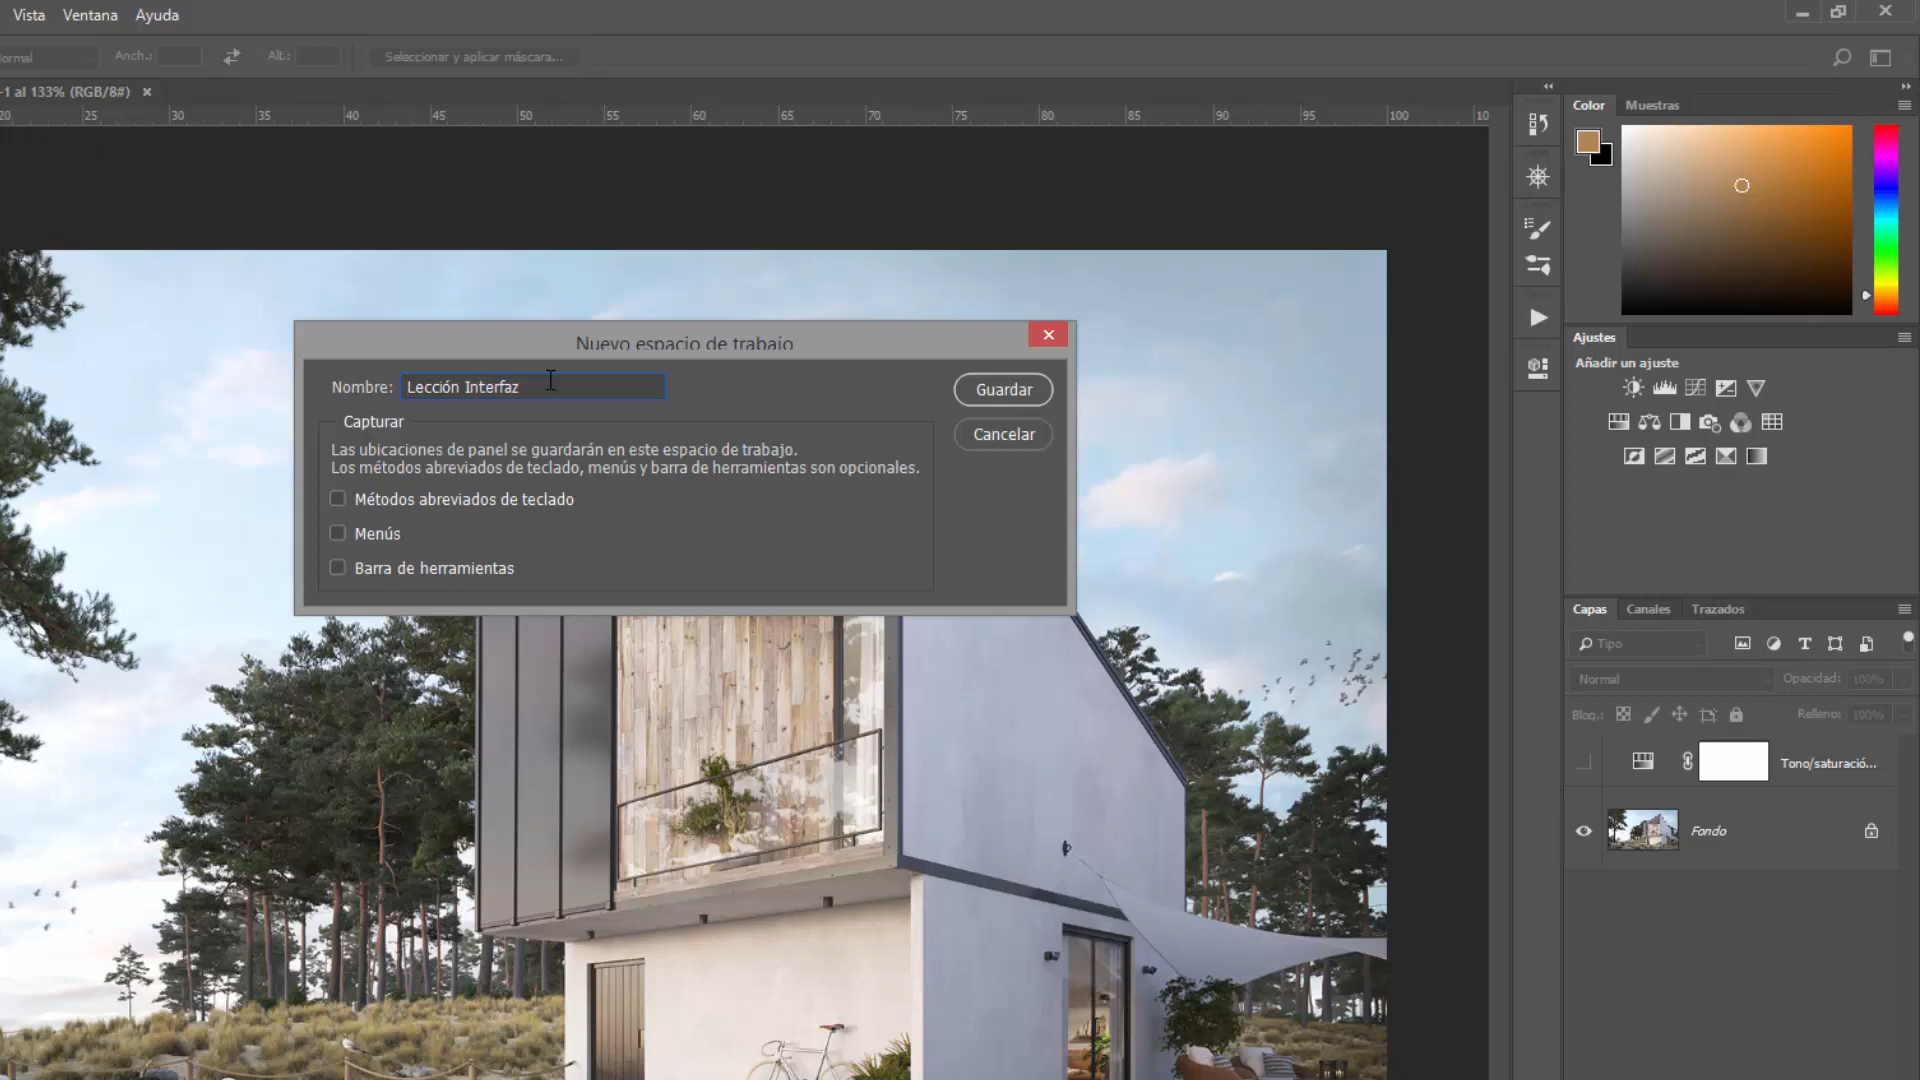 Vista Ventana Ayuda
Anch.: Alt.: Seleccionar y aplicar máscara...
-1 al 133% (RGB/8#) ×
20 25 30 35 40 45 50 55 60 65 70 75 80 85 90 95 100 10
Color Muestras
Ajustes
Añadir un ajuste
Nuevo espacio de trabajo
Nombre: Lección Interfaz
Guardar
Capturar
Cancelar
Las ubicaciones de panel se guardarán en este espacio de trabajo.
Los métodos abreviados de teclado, menús y barra de herramientas son opcionales.
Métodos abreviados de teclado
Menús
Barra de herramientas
Capas Canales Trazados
Tipo
Normal Opacidad: 100%
Bloq.: Relleno: 100%
Tono/saturació...
Fondo